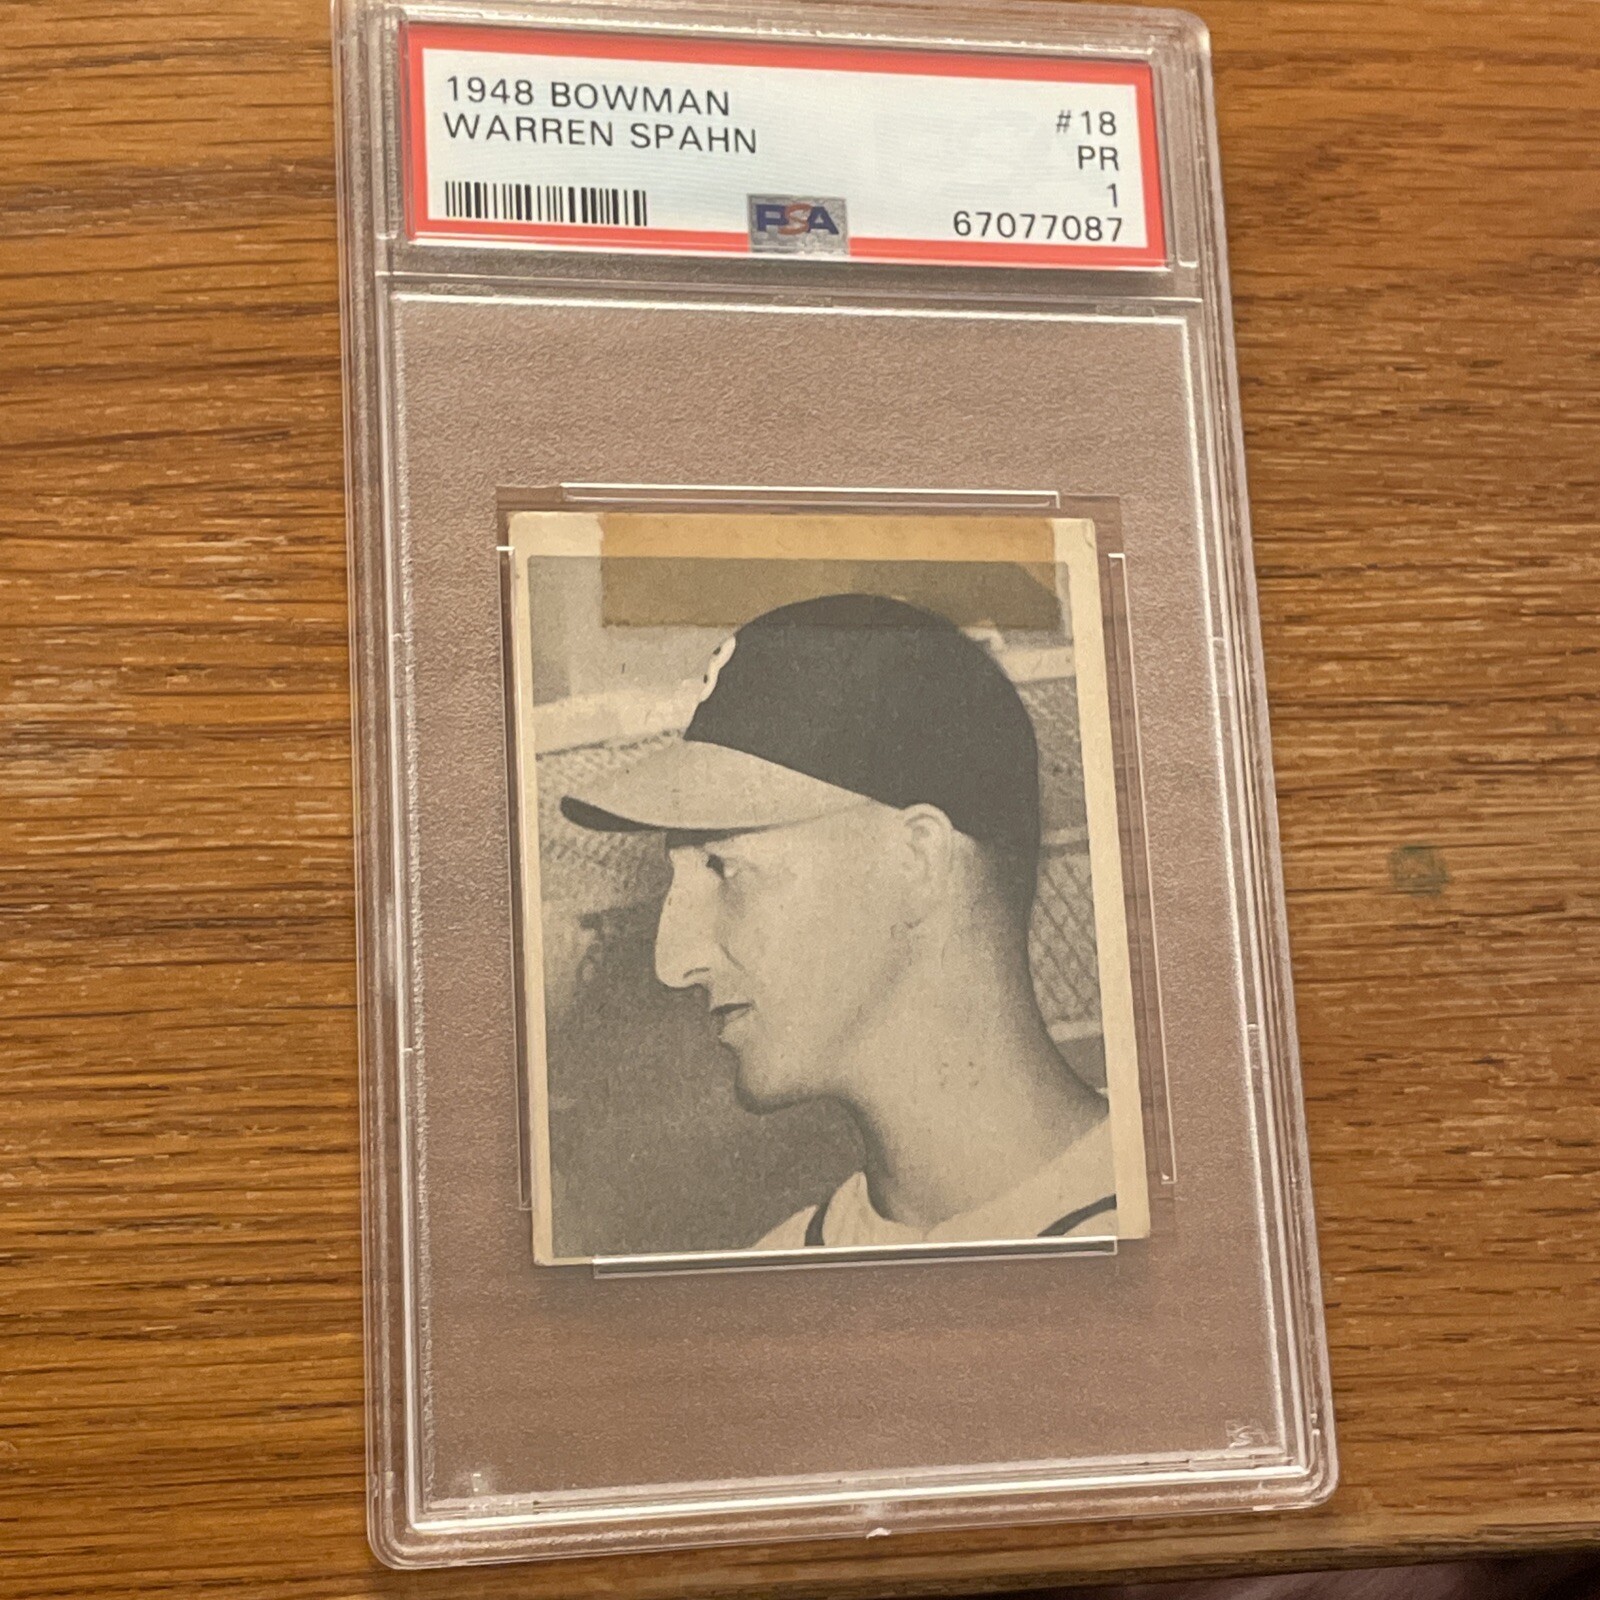 1948 BOWMAN
WARREN SPAHN
#18
PR
1
PSA
67077087